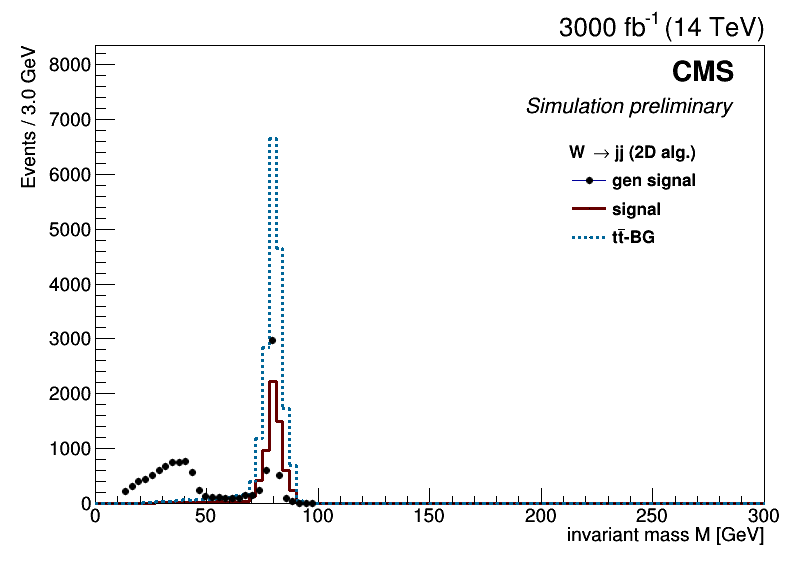 3000 fb⁻¹ (14 TeV)
CMS
Simulation preliminary
Events / 3.0 GeV
W → jj (2D alg.)
gen signal
signal
tt̄-BG
8000
7000
6000
5000
4000
3000
2000
1000
0
0 50 100 150 200 250 300
invariant mass M [GeV]